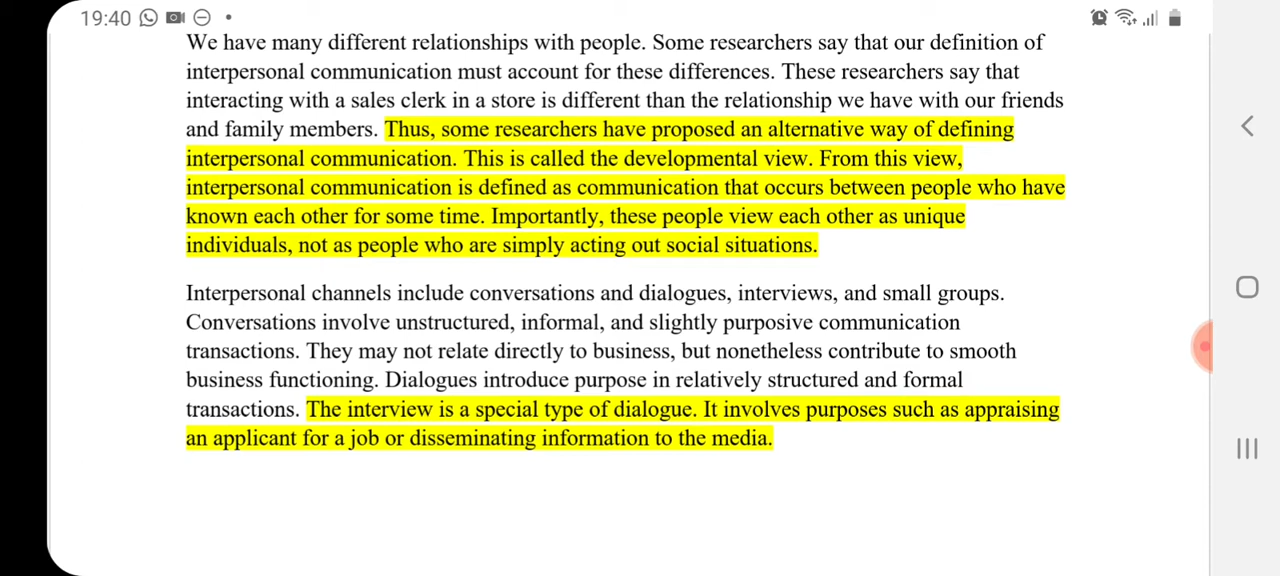 19:40
We have many different relationships with people. Some researchers say that our definition of
interpersonal communication must account for these differences. These researchers say that
interacting with a sales clerk in a store is different than the relationship we have with our friends
and family members. Thus, some researchers have proposed an alternative way of defining
interpersonal communication. This is called the developmental view. From this view,
interpersonal communication is defined as communication that occurs between people who have
known each other for some time. Importantly, these people view each other as unique
individuals, not as people who are simply acting out social situations.
Interpersonal channels include conversations and dialogues, interviews, and small groups.
Conversations involve unstructured, informal, and slightly purposive communication
transactions. They may not relate directly to business, but nonetheless contribute to smooth
business functioning. Dialogues introduce purpose in relatively structured and formal
transactions. The interview is a special type of dialogue. It involves purposes such as appraising
an applicant for a job or disseminating information to the media.